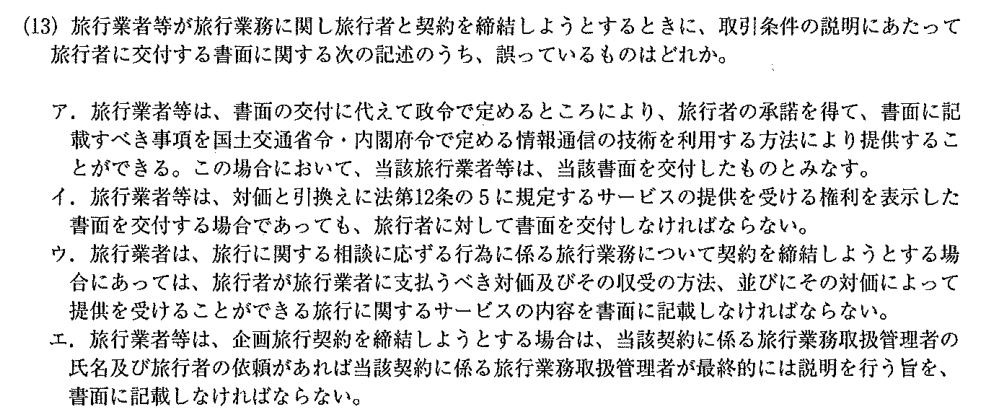 (13) 旅行業者等が旅行業務に関し旅行者と契約を締結しようとするときに、取引条件の説明にあたって
旅行者に交付する書面に関する次の記述のうち、誤っているものはどれか。
ア．旅行業者等は、書面の交付に代えて政令で定めるところにより、旅行者の承諾を得て、書面に記
載すべき事項を国土交通省令・内閣府令で定める情報通信の技術を利用する方法により提供するこ
とができる。この場合において、当該旅行業者等は、当該書面を交付したものとみなす。
イ．旅行業者等は、対価と引換えに法第12条の５に規定するサービスの提供を受ける権利を表示した
書面を交付する場合であっても、旅行者に対して書面を交付しなければならない。
ウ．旅行業者は、旅行に関する相談に応ずる行為に係る旅行業務について契約を締結しようとする場
合にあっては、旅行者が旅行業者に支払うべき対価及びその収受の方法、並びにその対価によって
提供を受けることができる旅行に関するサービスの内容を書面に記載しなければならない。
エ．旅行業者等は、企画旅行契約を締結しようとする場合は、当該契約に係る旅行業務取扱管理者の
氏名及び旅行者の依頼があれば当該契約に係る旅行業務取扱管理者が最終的には説明を行う旨を、
書面に記載しなければならない。